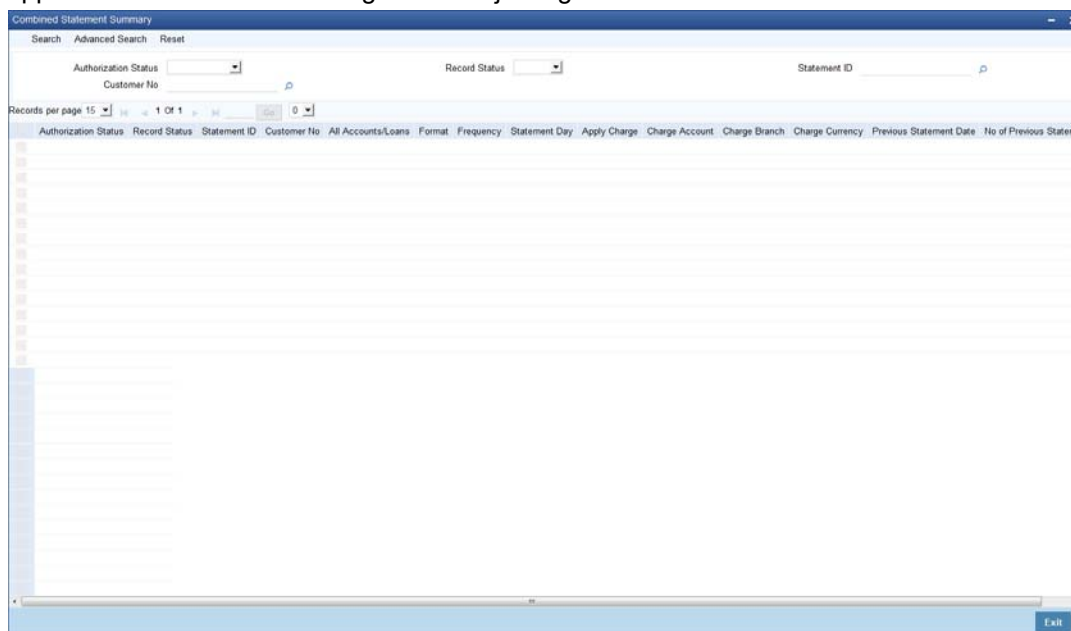 Combined Statement Summary
Search Advanced Search Reset
Authorization Status Record Status Statement ID
Customer No
Records per page 15 1 Of 1 Go 0
Authorization Status Record Status Statement ID Customer No All Accounts/Loans Format Frequency Statement Day Apply Charge Charge Account Charge Branch Charge Currency Previous Statement Date No of Previous
Exit